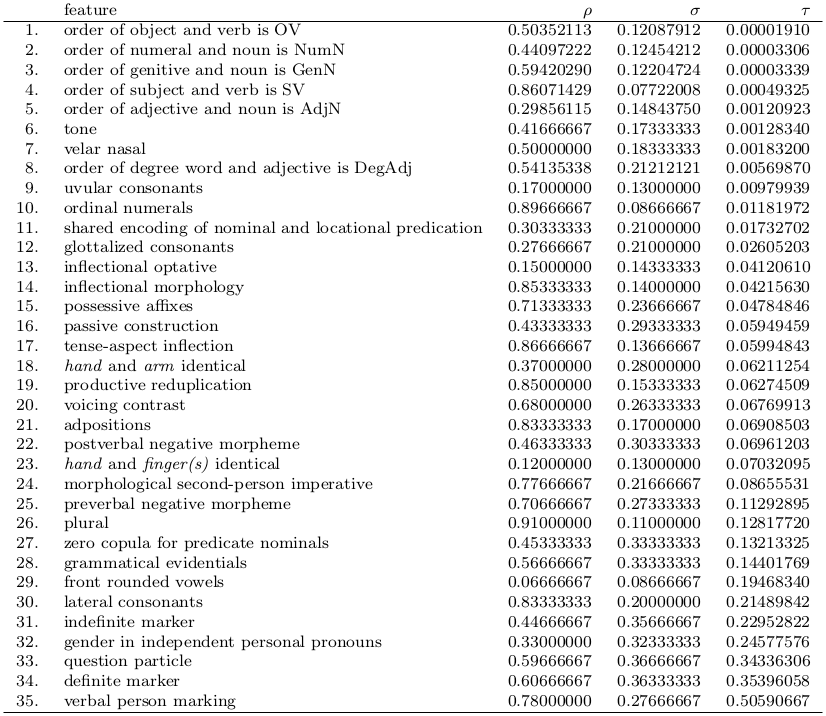 feature ρ σ τ
1. order of object and verb is OV 0.50352113 0.12087912 0.00001910
2. order of numeral and noun is NumN 0.44097222 0.12454212 0.00003306
3. order of genitive and noun is GenN 0.59420290 0.12204724 0.00003339
4. order of subject and verb is SV 0.86071429 0.07722008 0.00049325
5. order of adjective and noun is AdjN 0.29856115 0.14843750 0.00120923
6. tone 0.41666667 0.17333333 0.00128340
7. velar nasal 0.50000000 0.18333333 0.00183200
8. order of degree word and adjective is DegAdj 0.54135338 0.21212121 0.00569870
9. uvular consonants 0.17000000 0.13000000 0.00979939
10. ordinal numerals 0.89666667 0.08666667 0.01181972
11. shared encoding of nominal and locational predication 0.30333333 0.21000000 0.01732702
12. glottalized consonants 0.27666667 0.21000000 0.02605203
13. inflectional optative 0.15000000 0.14333333 0.04120610
14. inflectional morphology 0.85333333 0.14000000 0.04215630
15. possessive affixes 0.71333333 0.23666667 0.04784846
16. passive construction 0.43333333 0.29333333 0.05949459
17. tense-aspect inflection 0.86666667 0.13666667 0.05994843
18. hand and arm identical 0.37000000 0.28000000 0.06211254
19. productive reduplication 0.85000000 0.15333333 0.06274509
20. voicing contrast 0.68000000 0.26333333 0.06769913
21. adpositions 0.83333333 0.17000000 0.06908503
22. postverbal negative morpheme 0.46333333 0.30333333 0.06961203
23. hand and finger(s) identical 0.12000000 0.13000000 0.07032095
24. morphological second-person imperative 0.77666667 0.21666667 0.08655531
25. preverbal negative morpheme 0.70666667 0.27333333 0.11292895
26. plural 0.91000000 0.11000000 0.12817720
27. zero copula for predicate nominals 0.45333333 0.33333333 0.13213325
28. grammatical evidentials 0.56666667 0.33333333 0.14401769
29. front rounded vowels 0.06666667 0.08666667 0.19468340
30. lateral consonants 0.83333333 0.20000000 0.21489842
31. indefinite marker 0.44666667 0.35666667 0.22952822
32. gender in independent personal pronouns 0.33000000 0.32333333 0.24577576
33. question particle 0.59666667 0.36666667 0.34336306
34. definite marker 0.60666667 0.36333333 0.35396058
35. verbal person marking 0.78000000 0.27666667 0.50590667